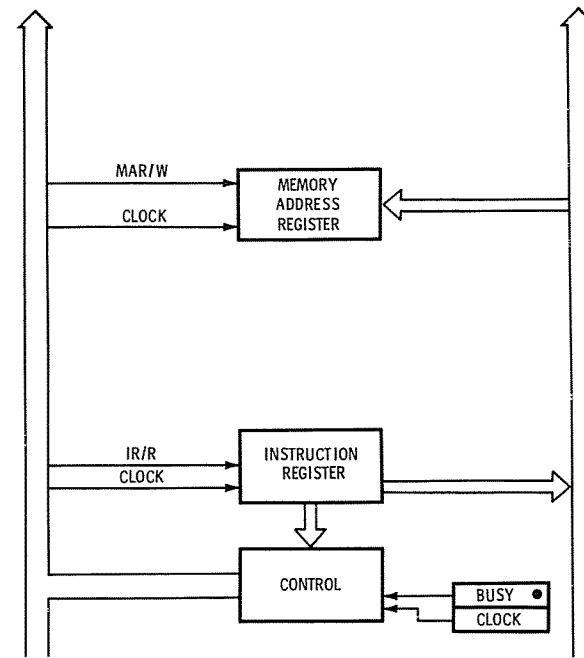 MAR/W
CLOCK
MEMORY
ADDRESS
REGISTER
IR/R
CLOCK
INSTRUCTION
REGISTER
CONTROL
BUSY
CLOCK